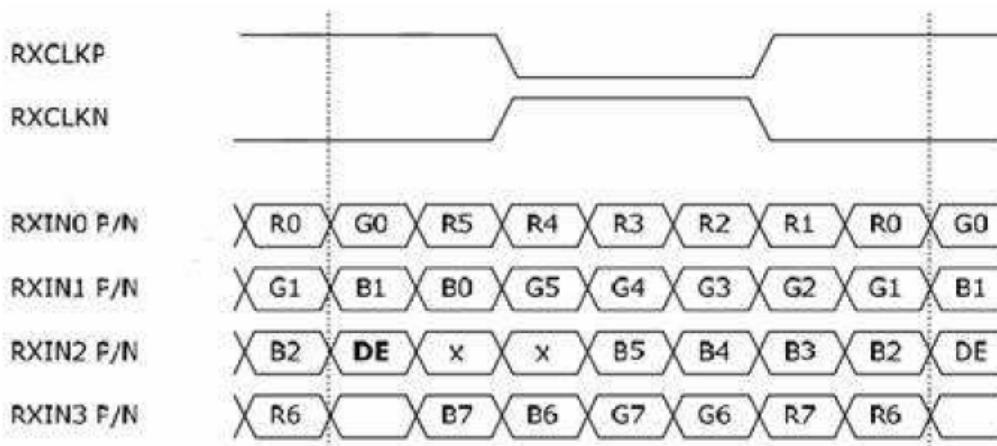 RXCLKP
RXCLKN
RXIN0 P/N R0 G0 R5 R4 R3 R2 R1 R0 G0
RXIN1 P/N G1 B1 B0 G5 G4 G3 G2 G1 B1
RXIN2 P/N B2 DE x x B5 B4 B3 B2 DE
RXIN3 P/N R6 B7 B6 G7 G6 R7 R6